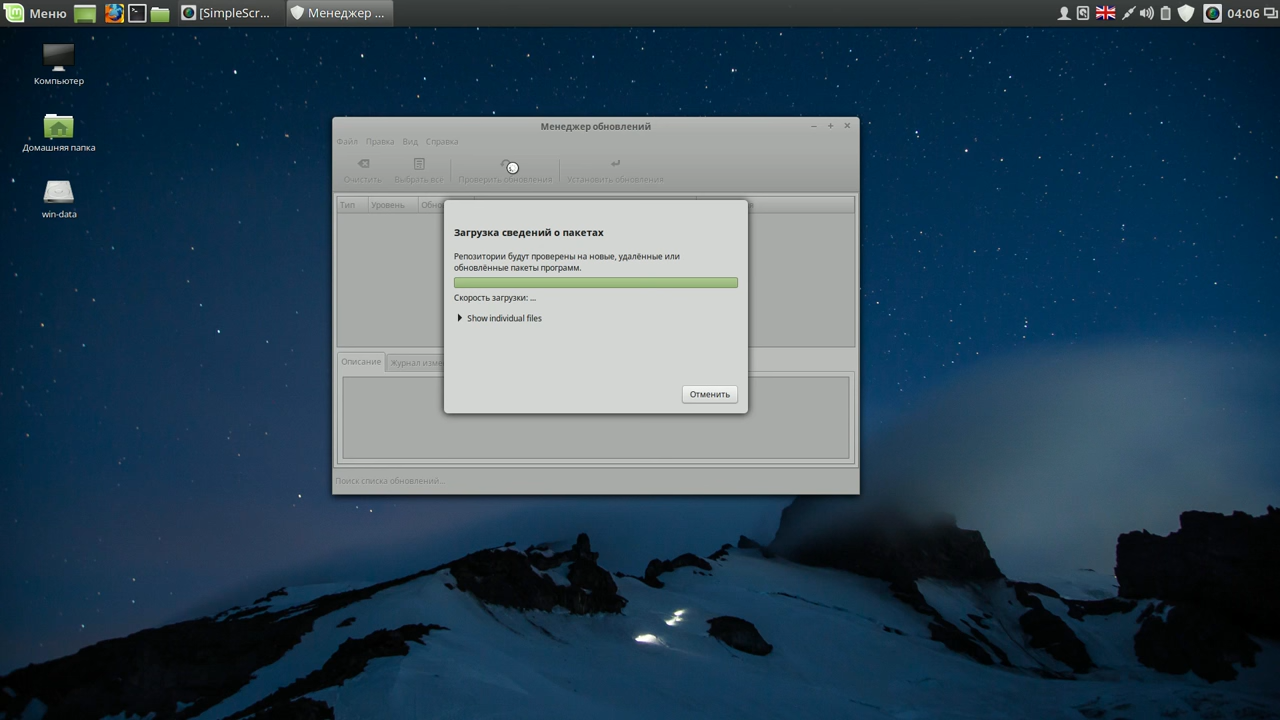 Меню
[SimpleScr...
Менеджер ...
04:06
Компьютер
Домашняя папка
win-data
Менеджер обновлений
Файл Правка Вид Справка
Очистить Выбрать все Проверить обновления Установить обновления
Тип Уровень
Загрузка сведений о пакетах
Репозитории будут проверены на новые, удалённые или
обновлённые пакеты программ.
Скорость загрузки: ...
Show individual files
Описание Журнал
Отменить
Поиск списка обновлений...